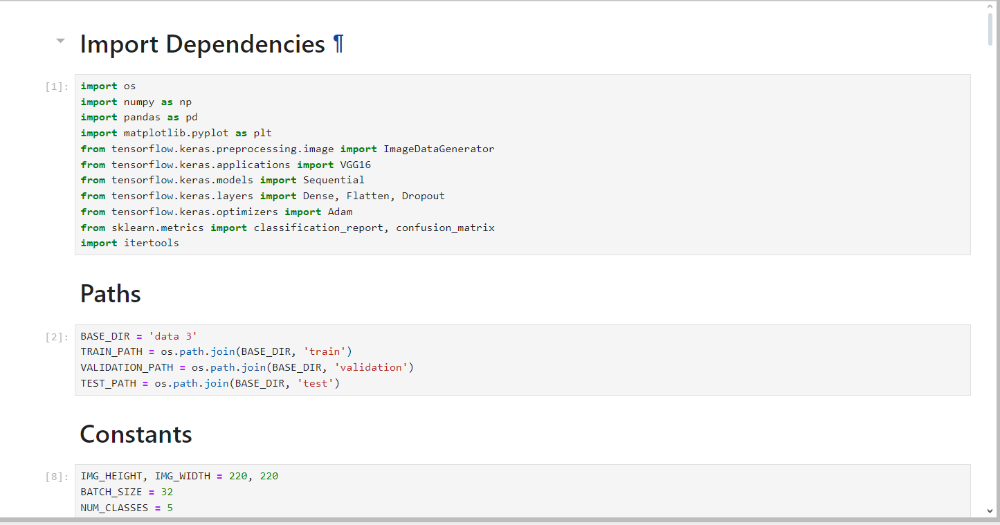 Import Dependencies ¶
[1]:
import os
import numpy as np
import pandas as pd
import matplotlib.pyplot as plt
from tensorflow.keras.preprocessing.image import ImageDataGenerator
from tensorflow.keras.applications import VGG16
from tensorflow.keras.models import Sequential
from tensorflow.keras.layers import Dense, Flatten, Dropout
from tensorflow.keras.optimizers import Adam
from sklearn.metrics import classification_report, confusion_matrix
import itertools
Paths
[2]:
BASE_DIR = 'data 3'
TRAIN_PATH = os.path.join(BASE_DIR, 'train')
VALIDATION_PATH = os.path.join(BASE_DIR, 'validation')
TEST_PATH = os.path.join(BASE_DIR, 'test')
Constants
[8]:
IMG_HEIGHT, IMG_WIDTH = 220, 220
BATCH_SIZE = 32
NUM_CLASSES = 5